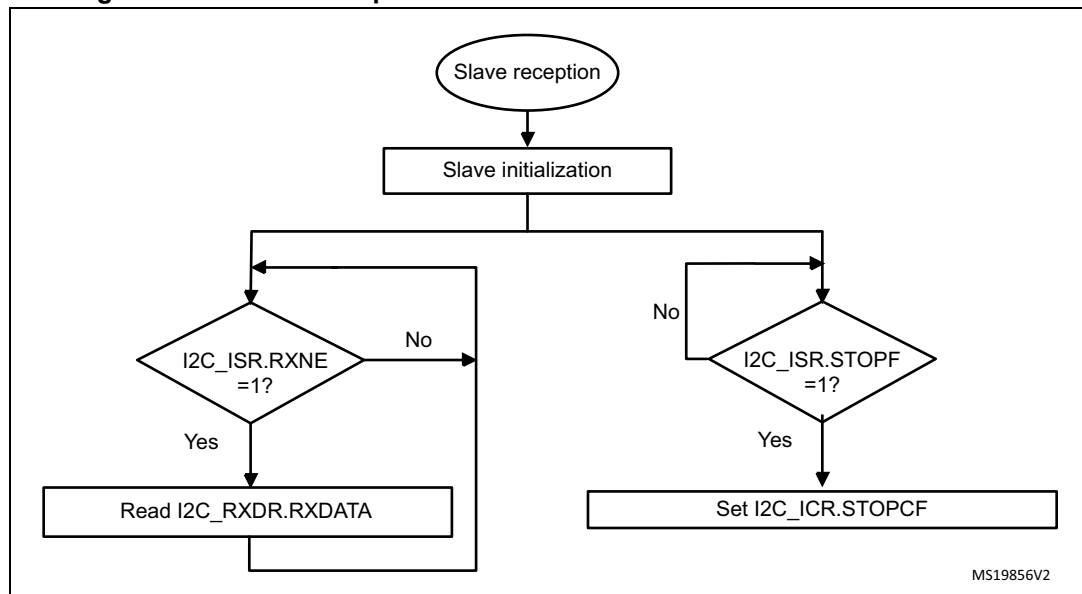 Slave reception
Slave initialization
No
No
I2C_ISR.RXNE
=1?
I2C_ISR.STOPF
=1?
Yes
Yes
Read I2C_RXDR.RXDATA
Set I2C_ICR.STOPCF
MS19856V2